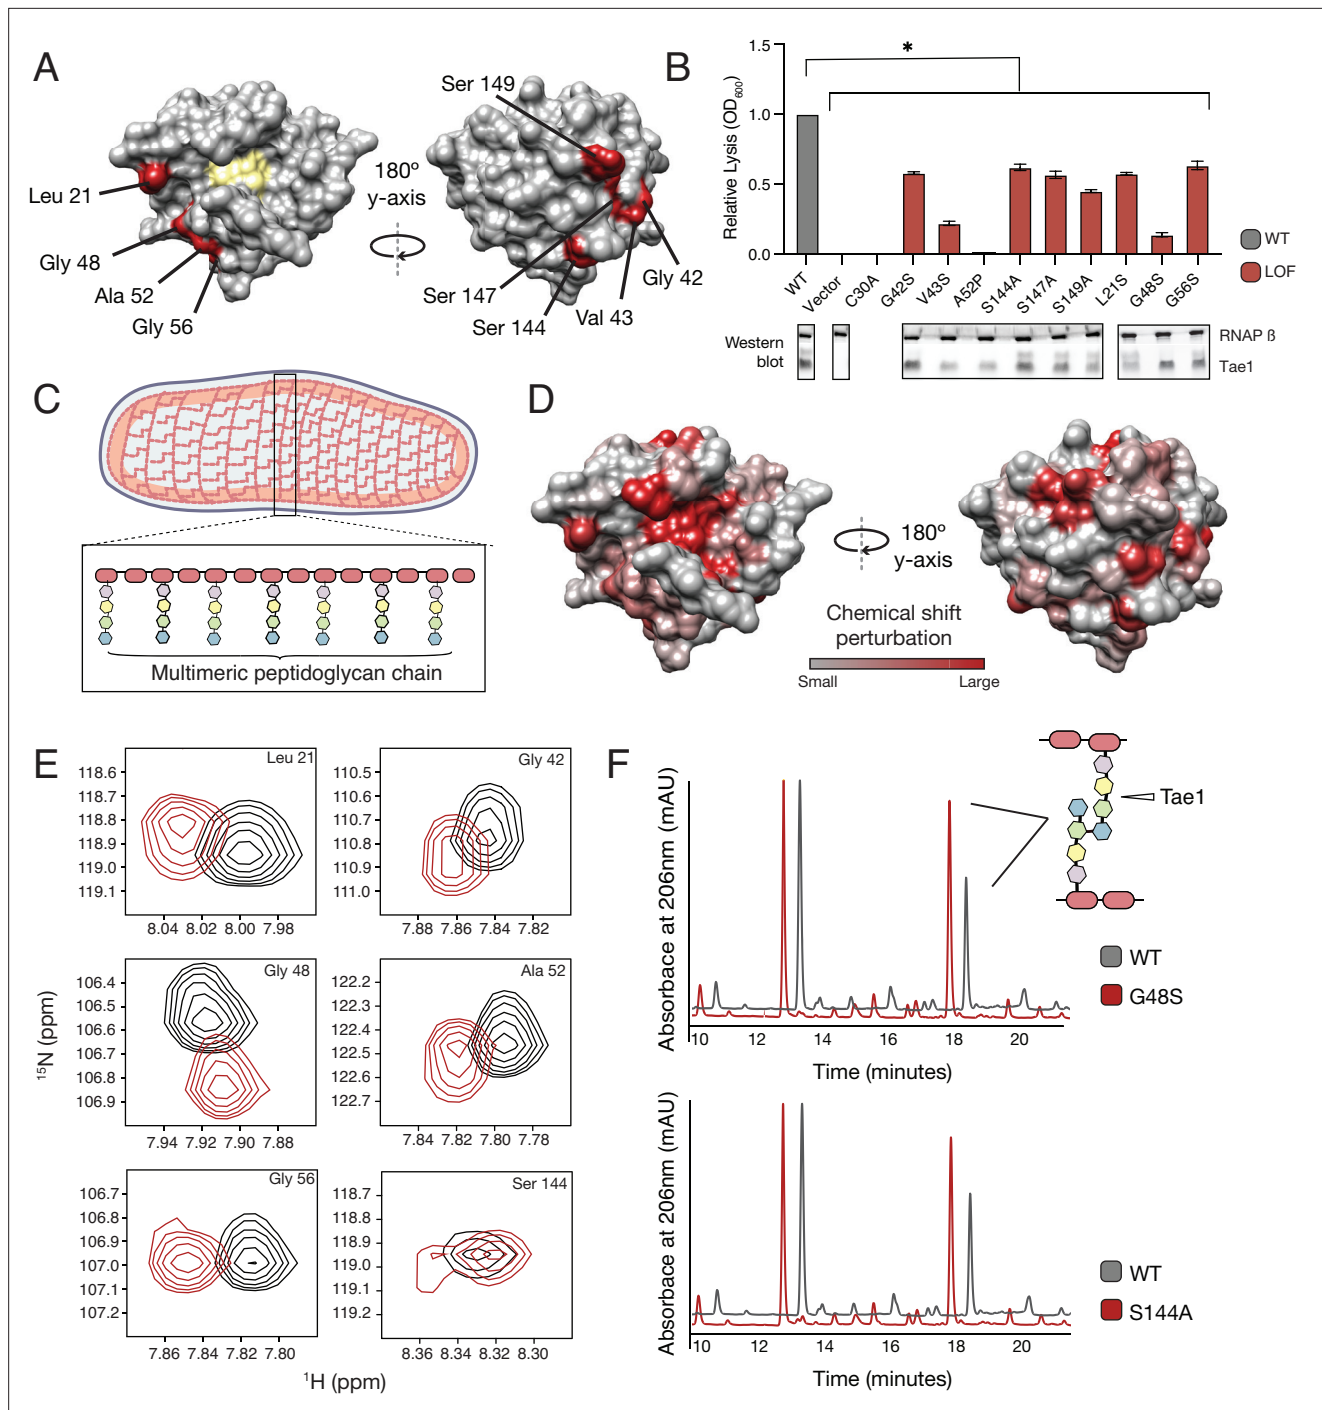 A
Ser 149
Leu 21
180º
y-axis
Gly 48
Ala 52
Gly 56
Ser 147
Ser 144
Val 43
Gly 42
B
Relative Lysis (OD600)
1.5
1.0
0.5
0.0
*
WT
Vector
C30A
G42S
V43S
A52P
S144A
S147A
S149A
L21S
G48S
G56S
WT
LOF
Western
blot
RNAP ß
Tae1
C
Multimeric peptidoglycan chain
D
180º
y-axis
Chemical shift
perturbation
Small Large
E
Leu 21
118.6
118.7
118.8
119.0
119.1
8.04 8.02 8.00 7.98
Gly 42
110.5
110.6
110.7
110.8
110.9
111.0
7.88 7.86 7.84 7.82
Gly 48
106.4
106.5
106.6
106.7
106.8
106.9
7.94 7.92 7.90 7.88
Ala 52
122.2
122.3
122.4
122.5
122.6
122.7
7.84 7.82 7.80 7.78
Gly 56
106.7
106.8
106.9
107.0
107.1
107.2
7.86 7.84 7.82 7.80
Ser 144
118.7
118.8
118.9
119.0
119.1
119.2
8.36 8.34 8.32 8.30
15N (ppm)
1H (ppm)
F
Absorbace at 206nm (mAU)
10 12 14 16 18 20
Time (minutes)
Tae1
WT
G48S
Absorbace at 206nm (mAU)
10 12 14 16 18 20
Time (minutes)
WT
S144A